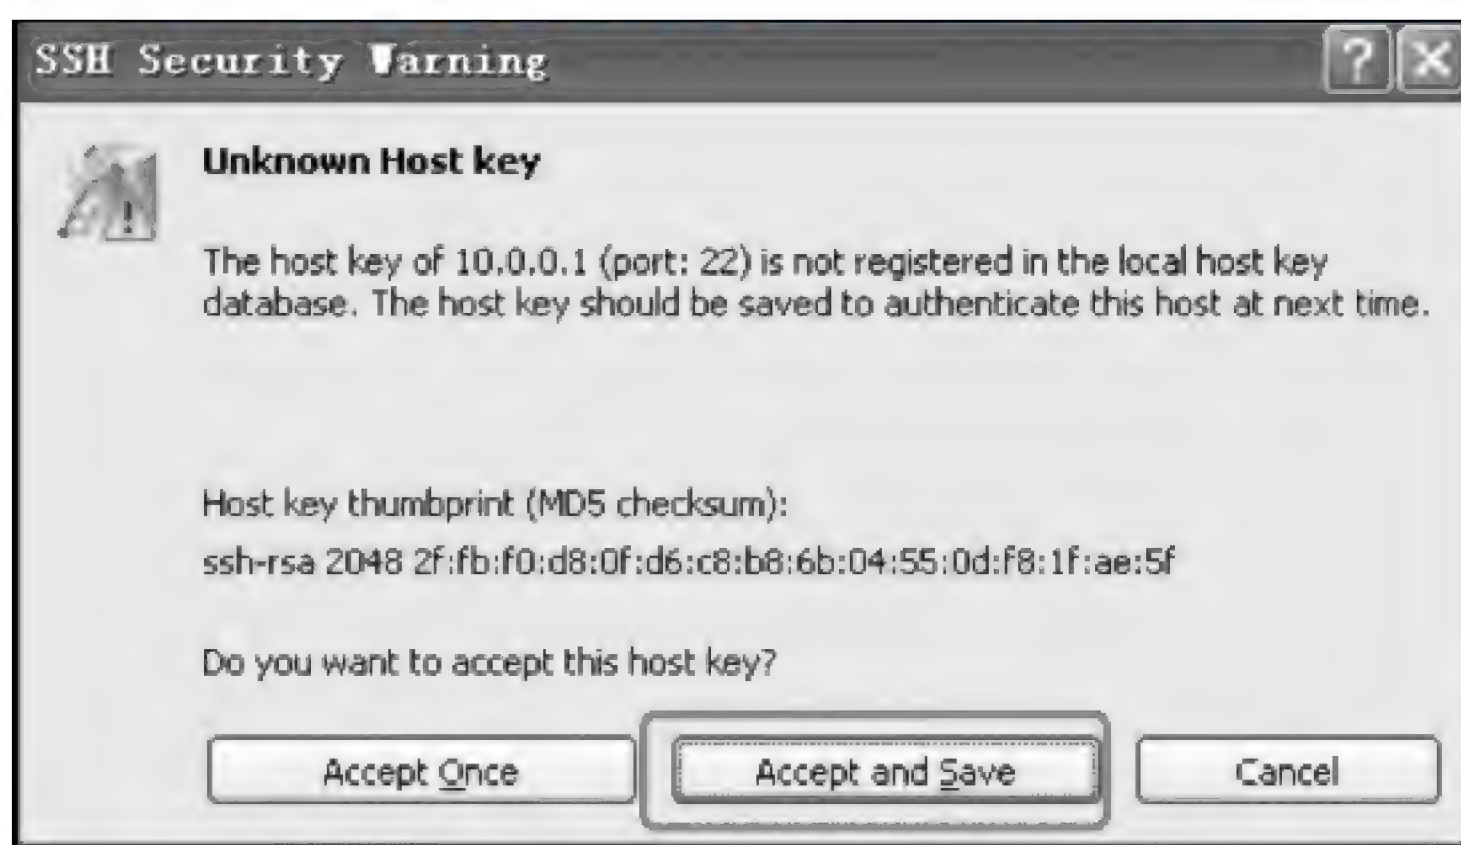 SSH Security Warning
Unknown Host key
The host key of 10.0.0.1 (port: 22) is not registered in the local host key
database. The host key should be saved to authenticate this host at next time.
Host key thumbprint (MD5 checksum):
ssh-rsa 2048 2f:fb:f0:d8:0f:d6:c8:b8:6b:04:55:0d:f8:1f:ae:5f
Do you want to accept this host key?
Accept Once Accept and Save Cancel